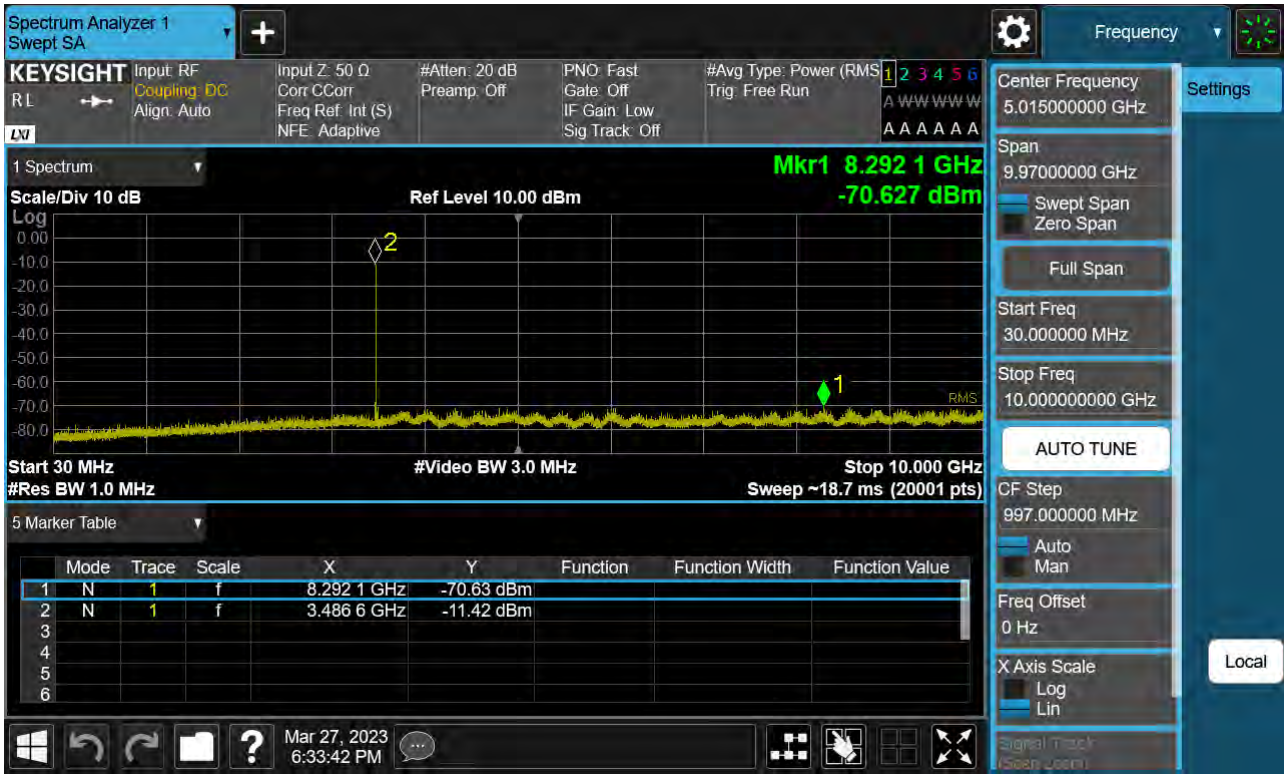 Spectrum Analyzer 1
Swept SA
+
Frequency
KEYSIGHT
RL
LXI
Input: RF
Coupling: DC
Align: Auto
Input Z: 50 Ω
Corr CCorr
Freq Ref: Int (S)
NFE: Adaptive
#Atten: 20 dB
Preamp: Off
PNO: Fast
Gate: Off
IF Gain: Low
Sig Track: Off
#Avg Type: Power (RMS
Trig: Free Run
1 2 3 4 5 6
A W W W W W
A A A A A A
1 Spectrum
Scale/Div 10 dB
Ref Level 10.00 dBm
Mkr1 8.292 1 GHz
-70.627 dBm
Log
0.00
-10.0
-20.0
-30.0
-40.0
-50.0
-60.0
-70.0
-80.0
2
1
RMS
Start 30 MHz
#Video BW 3.0 MHz
Stop 10.000 GHz
#Res BW 1.0 MHz
Sweep ~18.7 ms (20001 pts)
5 Marker Table
Mode Trace Scale X Y Function Function Width Function Value
1 N 1 f 8.292 1 GHz -70.63 dBm
2 N 1 f 3.486 6 GHz -11.42 dBm
3
4
5
6
Mar 27, 2023
6:33:42 PM
Center Frequency
5.015000000 GHz
Span
9.97000000 GHz
Swept Span
Zero Span
Full Span
Start Freq
30.000000 MHz
Stop Freq
10.000000000 GHz
AUTO TUNE
CF Step
997.000000 MHz
Auto
Man
Freq Offset
0 Hz
X Axis Scale
Log
Lin
Signal Track
(Span Zoom)
Settings
Local